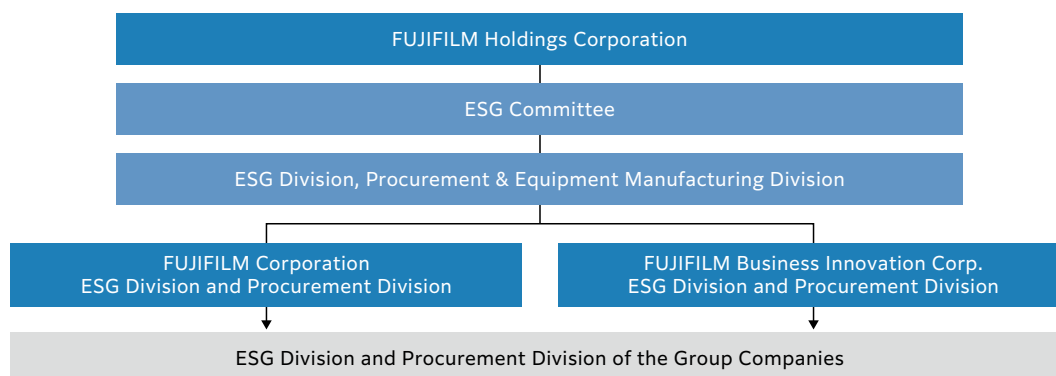 FUJIFILM Holdings Corporation
ESG Committee
ESG Division, Procurement & Equipment Manufacturing Division
FUJIFILM Corporation
ESG Division and Procurement Division
FUJIFILM Business Innovation Corp.
ESG Division and Procurement Division
ESG Division and Procurement Division of the Group Companies